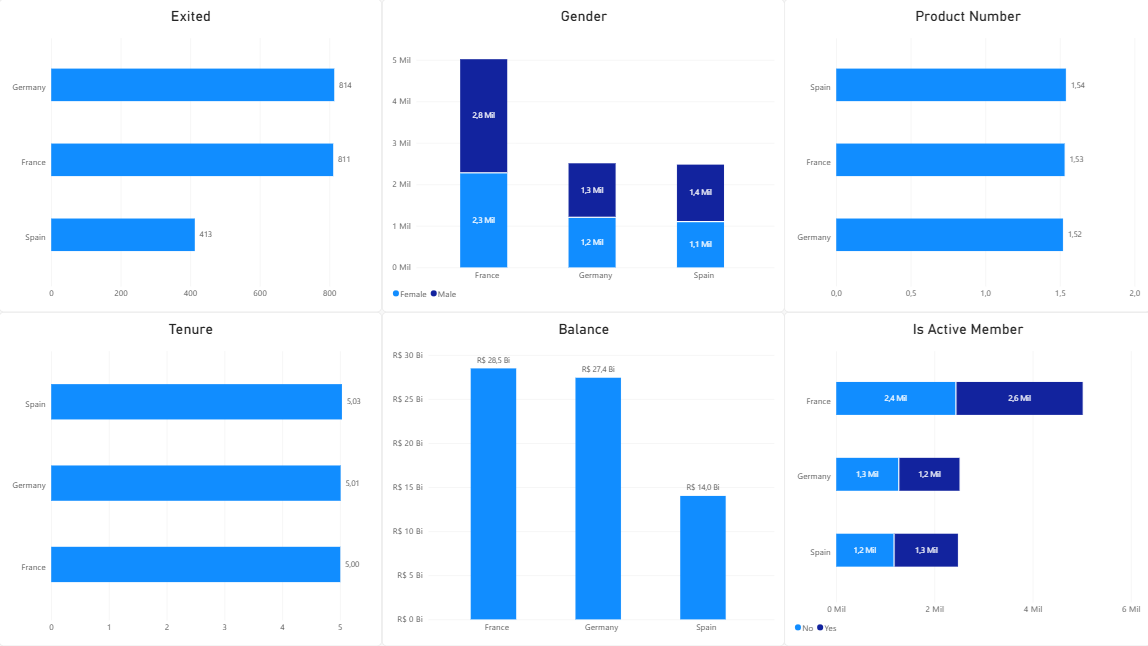 Exited
Germany 814
France 811
Spain 413
0 200 400 600 800
Gender
5 Mil
4 Mil
3 Mil
2 Mil
1 Mil
0 Mil
2,8 Mil
2,3 Mil
1,3 Mil
1,2 Mil
1,4 Mil
1,1 Mil
France Germany Spain
Female Male
Product Number
Spain 1,54
France 1,53
Germany 1,52
0,0 0,5 1,0 1,5 2,0
Tenure
Spain 5,03
Germany 5,01
France 5,00
0 1 2 3 4 5
Balance
R$ 30 Bi
R$ 25 Bi
R$ 20 Bi
R$ 15 Bi
R$ 10 Bi
R$ 5 Bi
R$ 0 Bi
R$ 28,5 Bi
R$ 27,4 Bi
R$ 14,0 Bi
France Germany Spain
Is Active Member
France 2,4 Mil 2,6 Mil
Germany 1,3 Mil 1,2 Mil
Spain 1,2 Mil 1,3 Mil
0 Mil 2 Mil 4 Mil 6 Mil
No Yes